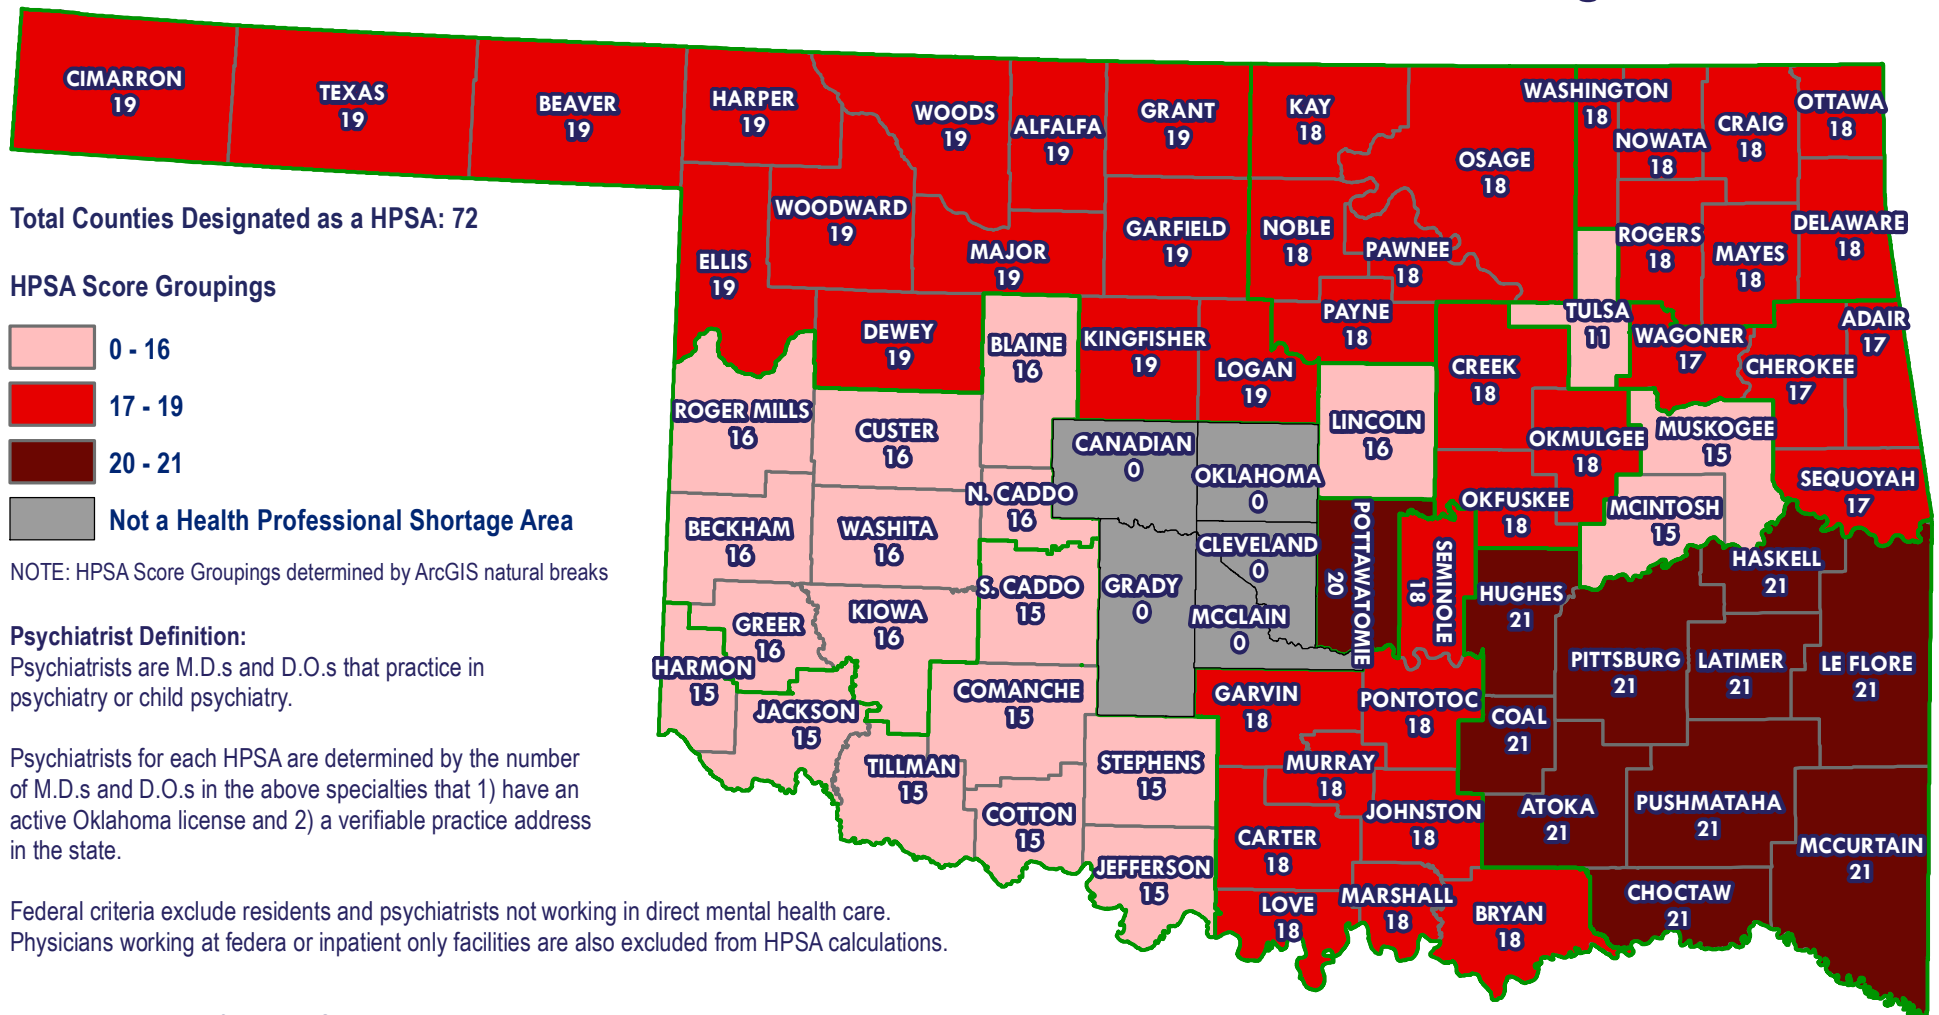 CIMARRON
19
TEXAS
19
BEAVER
19
HARPER
19
WOODS
19
ALFALFA
19
GRANT
19
KAY
18
OSAGE
18
WASHINGTON
18
NOWATA
18
CRAIG
18
OTTAWA
18
WOODWARD
19
ELLIS
19
MAJOR
19
GARFIELD
19
NOBLE
18
PAWNEE
18
ROGERS
18
MAYES
18
DELAWARE
18
DEWEY
19
BLAINE
16
KINGFISHER
19
LOGAN
19
PAYNE
18
CREEK
18
TULSA
11
WAGONER
17
CHEROKEE
17
ADAIR
17
ROGER MILLS
16
CUSTER
16
CANADIAN
0
OKLAHOMA
0
LINCOLN
16
OKMULGEE
18
MUSKOGEE
15
SEQUOYAH
17
BECKHAM
16
WASHITA
16
N. CADDO
16
CLEVELAND
0
POTTAWATOMIE
20
SEMINOLE
18
OKFUSKEE
18
MCINTOSH
15
HASKELL
21
S. CADDO
15
GRADY
0
MCCLAIN
0
HUGHES
21
GREER
16
KIOWA
16
HARMON
15
JACKSON
15
COMANCHE
15
GARVIN
18
PONTOTOC
18
COAL
21
PITTSBURG
21
LATIMER
21
LE FLORE
21
TILLMAN
15
COTTON
15
STEPHENS
15
MURRAY
18
JOHNSTON
18
ATOKA
21
PUSHMATAHA
21
MCCURTAIN
21
CARTER
18
JEFFERSON
15
LOVE
18
MARSHALL
18
BRYAN
18
CHOCTAW
21
Total Counties Designated as a HPSA: 72
HPSA Score Groupings
0 - 16
17 - 19
20 - 21
Not a Health Professional Shortage Area
NOTE: HPSA Score Groupings determined by ArcGIS natural breaks
Psychiatrist Definition:
Psychiatrists are M.D.s and D.O.s that practice in
psychiatry or child psychiatry.
Psychiatrists for each HPSA are determined by the number
of M.D.s and D.O.s in the above specialties that 1) have an
active Oklahoma license and 2) a verifiable practice address
in the state.
Federal criteria exclude residents and psychiatrists not working in direct mental health care.
Physicians working at federa or inpatient only facilities are also excluded from HPSA calculations.